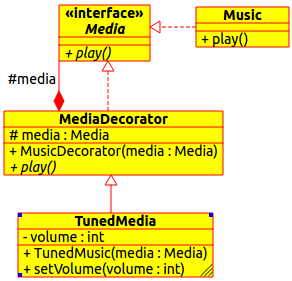 «interface»
Media
+ play()
Music
+ play()
#media
MediaDecorator
# media : Media
+ MusicDecorator(media : Media)
+ play()
TunedMedia
- volume : int
+ TunedMusic(media : Media)
+ setVolume(volume : int)